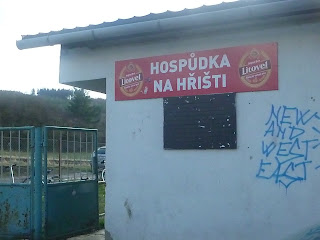 Litovel
HOSPŮDKA
NA HŘIŠTI
Litovel
NEW
AND
WEST
EAST